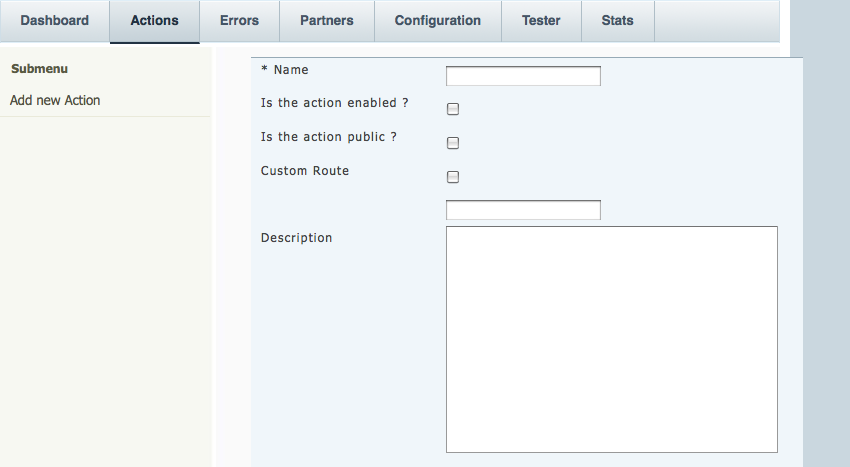 Dashboard Actions Errors Partners Configuration Tester Stats
Submenu
Add new Action
* Name
Is the action enabled ?
Is the action public ?
Custom Route
Description